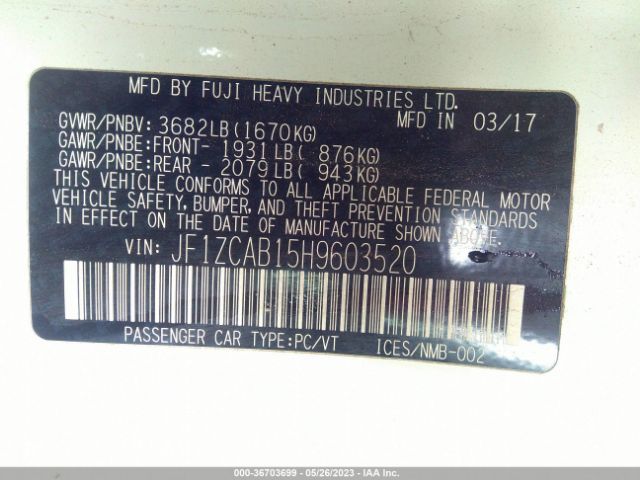 MFD BY FUJI HEAVY INDUSTRIES LTD.
MFD IN 03/17
GVWR/PNBV: 3682LB(1670KG)
GAWR/PNBE:FRONT- 1931LB( 876KG)
GAWR/PNBE:REAR - 2079LB( 943KG)
THIS VEHICLE CONFORMS TO ALL APPLICABLE FEDERAL MOTOR
VEHICLE SAFETY, BUMPER, AND THEFT PREVENTION STANDARDS
IN EFFECT ON THE DATE OF MANUFACTURE SHOWN ABOVE.
VIN: JF1ZCAB15H9603520
PASSENGER CAR TYPE:PC/VT ICES/NMB-002
000-36703699 - 05/26/2023 - IAA Inc.